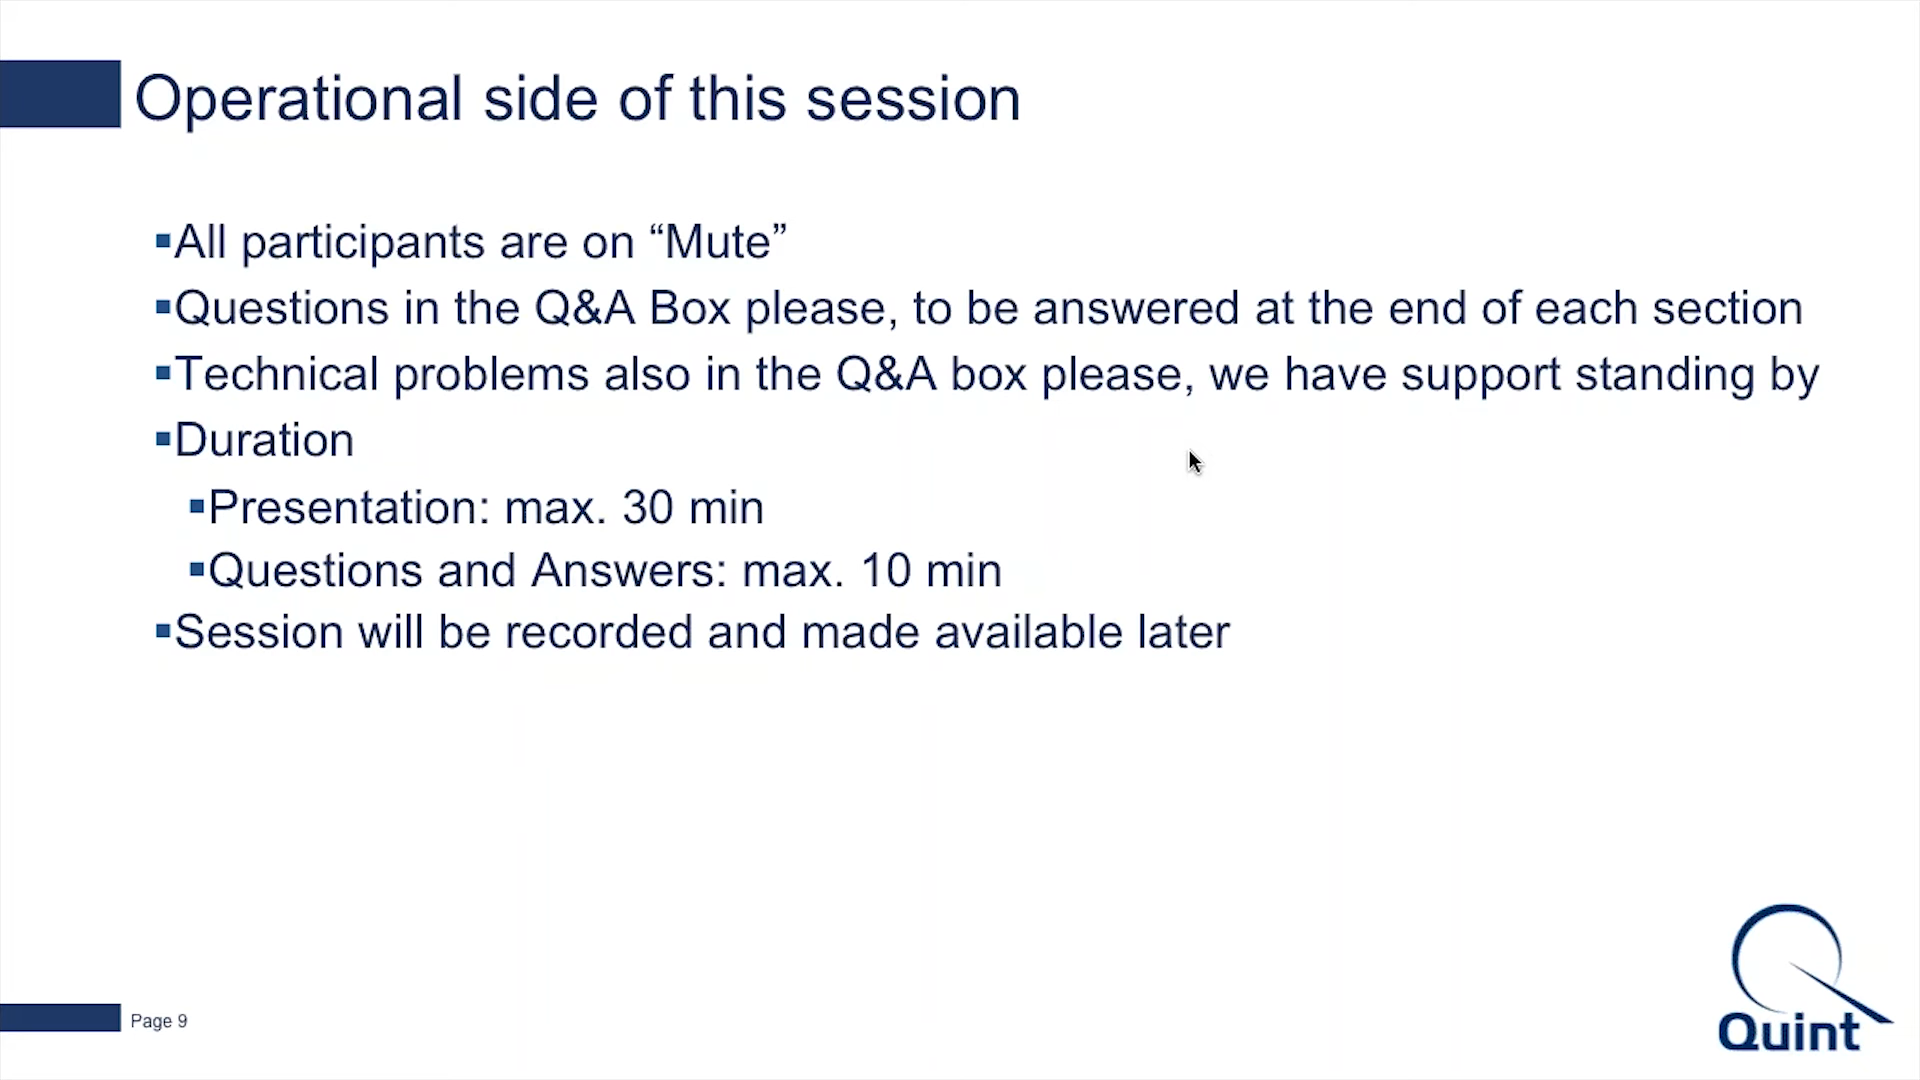 Operational side of this session
▪All participants are on “Mute”
▪Questions in the Q&A Box please, to be answered at the end of each section
▪Technical problems also in the Q&A box please, we have support standing by
▪Duration
▪Presentation: max. 30 min
▪Questions and Answers: max. 10 min
▪Session will be recorded and made available later
Page 9
Quint